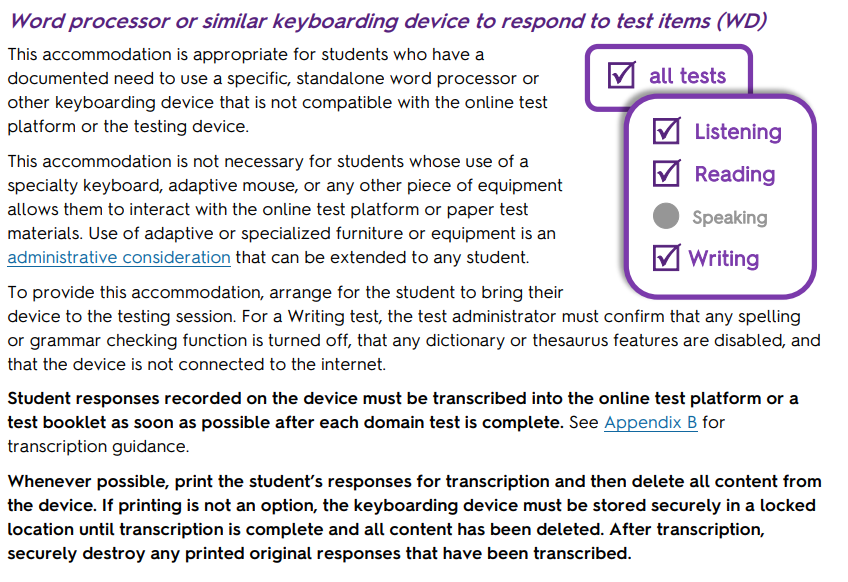 Word processor or similar keyboarding device to respond to test items (WD)
This accommodation is appropriate for students who have a
documented need to use a specific, standalone word processor or
other keyboarding device that is not compatible with the online test
platform or the testing device.
all tests
Listening
Reading
Speaking
Writing
This accommodation is not necessary for students whose use of a
specialty keyboard, adaptive mouse, or any other piece of equipment
allows them to interact with the online test platform or paper test
materials. Use of adaptive or specialized furniture or equipment is an
administrative consideration that can be extended to any student.
To provide this accommodation, arrange for the student to bring their
device to the testing session. For a Writing test, the test administrator must confirm that any spelling
or grammar checking function is turned off, that any dictionary or thesaurus features are disabled, and
that the device is not connected to the internet.
Student responses recorded on the device must be transcribed into the online test platform or a
test booklet as soon as possible after each domain test is complete. See Appendix B for
transcription guidance.
Whenever possible, print the student's responses for transcription and then delete all content from
the device. If printing is not an option, the keyboarding device must be stored securely in a locked
location until transcription is complete and all content has been deleted. After transcription,
securely destroy any printed original responses that have been transcribed.